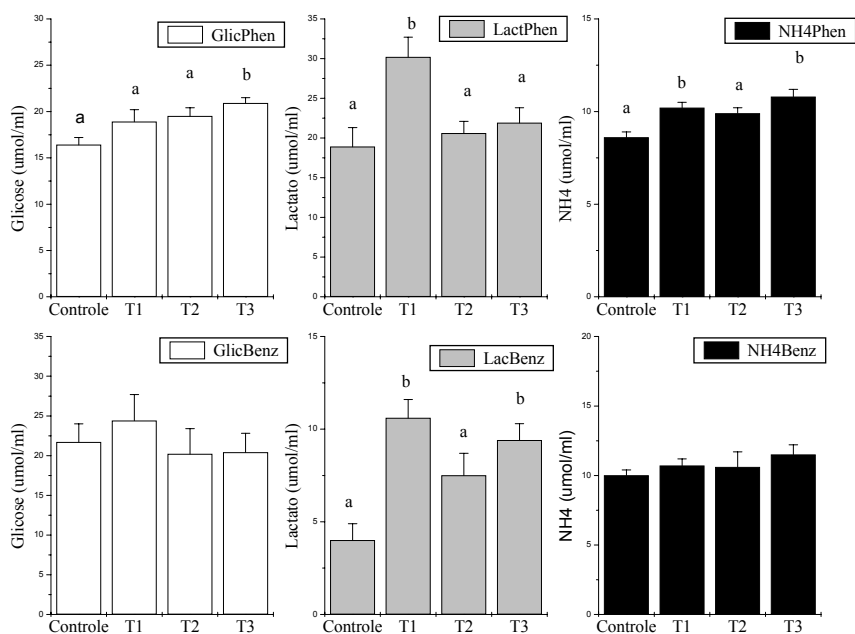 GlicPhen
Glicose (umol/ml)
30
25
20
15
10
5
0
a
a
a
b
Controle T1 T2 T3
LactPhen
Lactato (umol/ml)
35
30
25
20
15
10
5
0
a
b
a
a
Controle T1 T2 T3
NH4Phen
NH4 (umol/ml)
15
10
5
0
a
b
a
b
Controle T1 T2 T3
GlicBenz
Glicose (umol/ml)
35
30
25
20
15
10
5
0
Controle T1 T2 T3
LacBenz
Lactato (umol/ml)
15
10
5
0
a
b
a
b
Controle T1 T2 T3
NH4Benz
NH4 (umol/ml)
20
15
10
5
0
Controle T1 T2 T3